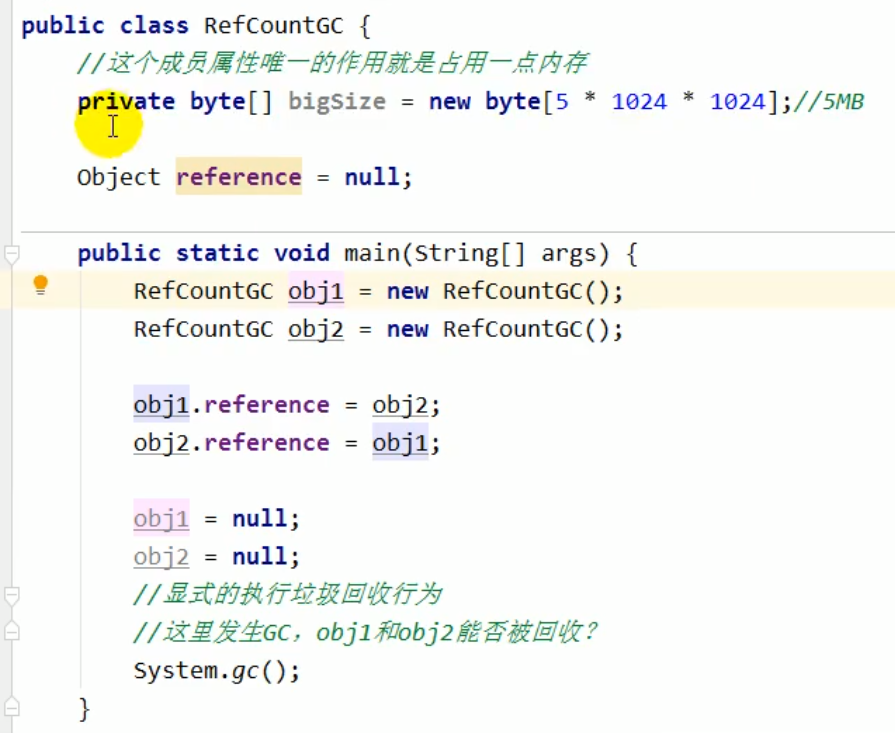 public class RefCountGC {
//这个成员属性唯一的作用就是占用一点内存
private byte[] bigSize = new byte[5 * 1024 * 1024];//5MB
Object reference = null;
public static void main(String[] args) {
RefCountGC obj1 = new RefCountGC();
RefCountGC obj2 = new RefCountGC();
obj1.reference = obj2;
obj2.reference = obj1;
obj1 = null;
obj2 = null;
//显式的执行垃圾回收行为
//这里发生GC，obj1和obj2能否被回收？
System.gc();
}